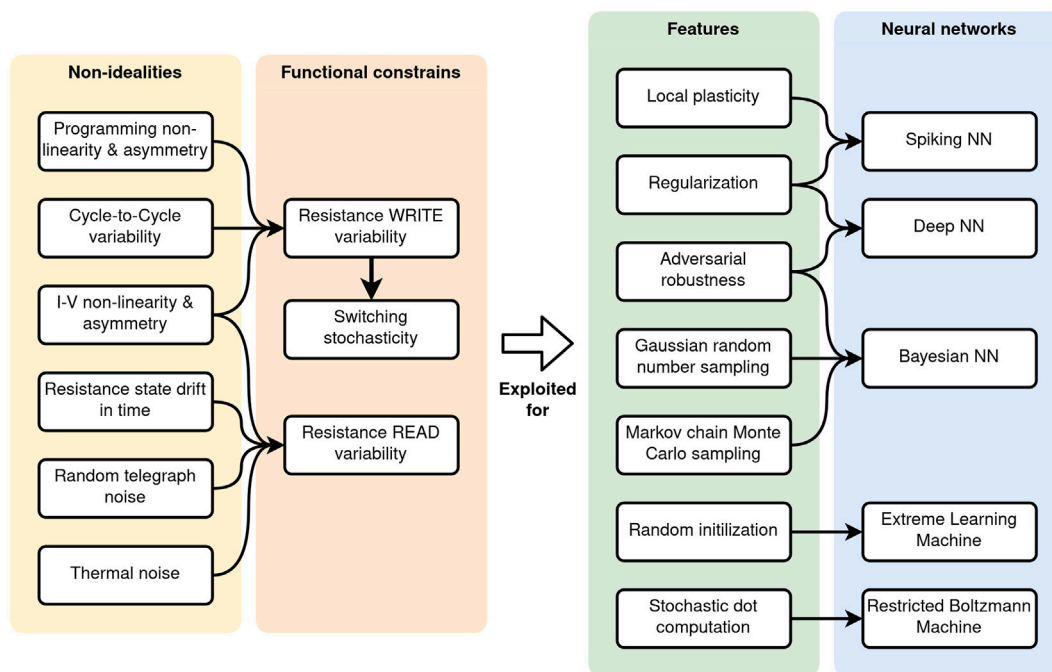 Non-idealities
Programming non-
linearity & asymmetry
Cycle-to-Cycle
variability
I-V non-linearity &
asymmetry
Resistance state drift
in time
Random telegraph
noise
Thermal noise
Functional constrains
Resistance WRITE
variability
Switching
stochasticity
Resistance READ
variability
Exploited
for
Features
Local plasticity
Regularization
Adversarial
robustness
Gaussian random
number sampling
Markov chain Monte
Carlo sampling
Random initilization
Stochastic dot
computation
Neural networks
Spiking NN
Deep NN
Bayesian NN
Extreme Learning
Machine
Restricted Boltzmann
Machine